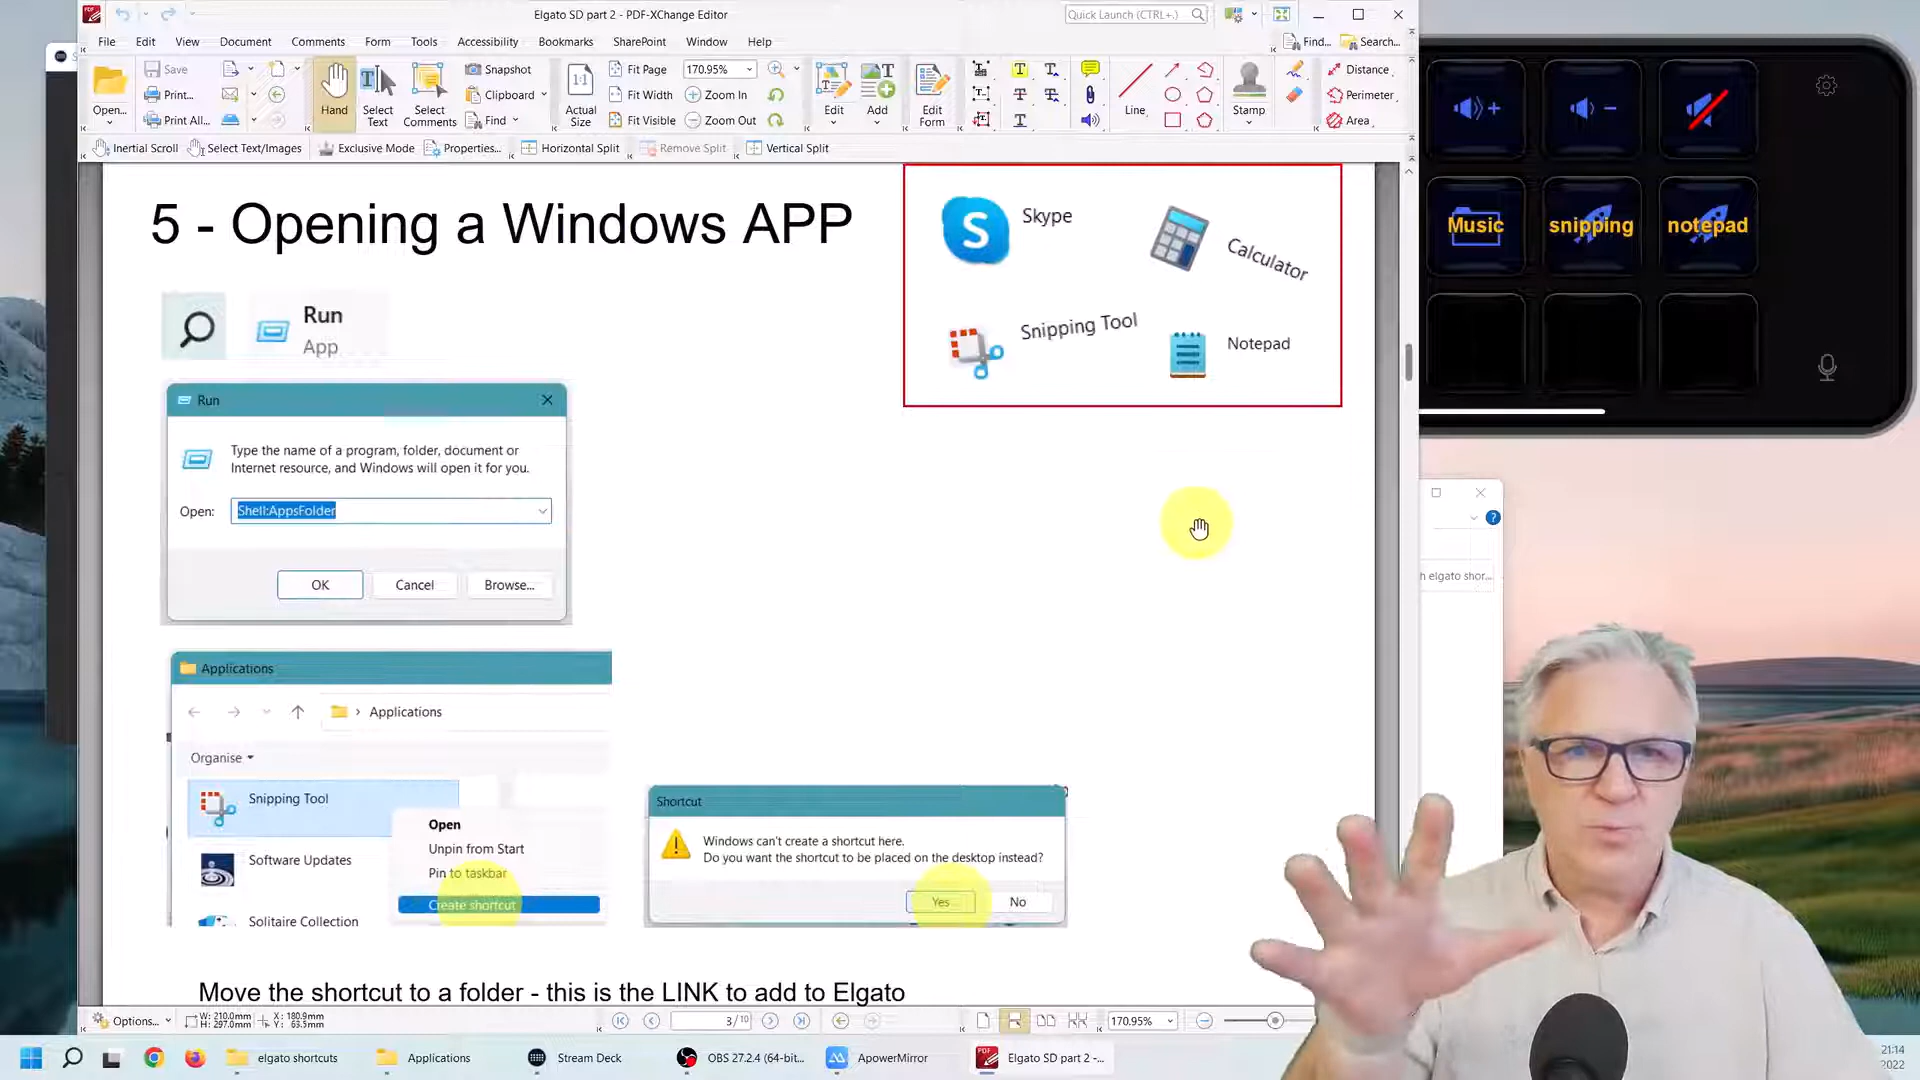 Elgato SD part 2 - PDF-XChange Editor
Quick Launch (CTRL+.)
File Edit View Document Comments Form Tools Accessibility Bookmarks SharePoint Window Help
Find... Search...
Open... Save Print... Print All...
Hand Select Text Select Comments
Snapshot Clipboard Find
Actual Size Fit Page Fit Width Fit Visible
170.95% Zoom In Zoom Out
Edit Add Edit Form
Line Stamp
Distance Perimeter Area
Inertial Scroll Select Text/Images Exclusive Mode Properties... Horizontal Split Remove Split Vertical Split
5 - Opening a Windows APP
Skype
Calculator
Snipping Tool
Notepad
Run
App
Run
Type the name of a program, folder, document or
Internet resource, and Windows will open it for you.
Open: Shell:AppsFolder
OK Cancel Browse...
Applications
Applications
Organise
Snipping Tool
Software Updates
Solitaire Collection
Open
Unpin from Start
Pin to taskbar
Create shortcut
Shortcut
Windows can't create a shortcut here.
Do you want the shortcut to be placed on the desktop instead?
Yes No
Move the shortcut to a folder - this is the LINK to add to Elgato
Options... W: 210.0mm X: 180.9mm
H: 297.0mm Y: 63.5mm
3 / 10
170.95%
Music snipping notepad
h elgato shor...
elgato shortcuts Applications Stream Deck OBS 27.2.4 (64-bit... ApowerMirror Elgato SD part 2 -...
21:14
2022